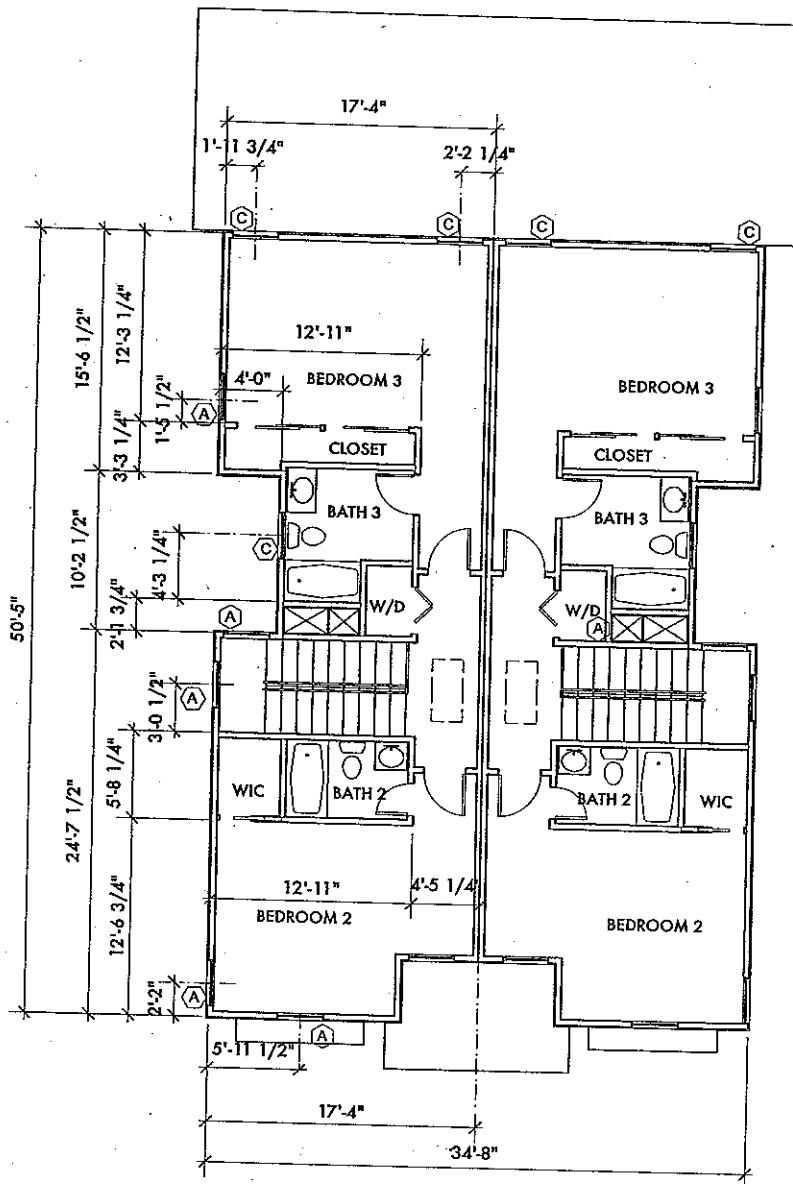 17'-4"
1'-11 3/4"
2'-2 1/4"
C
C
C
C
12'-3 1/4"
15'-6 1/2"
12'-11"
4'-0"
BEDROOM 3
BEDROOM 3
1'-5 1/2"
A
3'-3 1/4"
CLOSET
CLOSET
BATH 3
BATH 3
10'-2 1/2"
4'-3 1/4"
C
W/D
W/D
2'-1 3/4"
A
A
50'-5"
A
3'-0 1/2"
5'-8 1/4"
WIC
BATH 2
BATH 2
WIC
24'-7 1/2"
12'-11"
4'-5 1/4
BEDROOM 2
BEDROOM 2
12'-6 3/4"
2'-2"
A
A
5'-11 1/2"
17'-4"
34'-8"